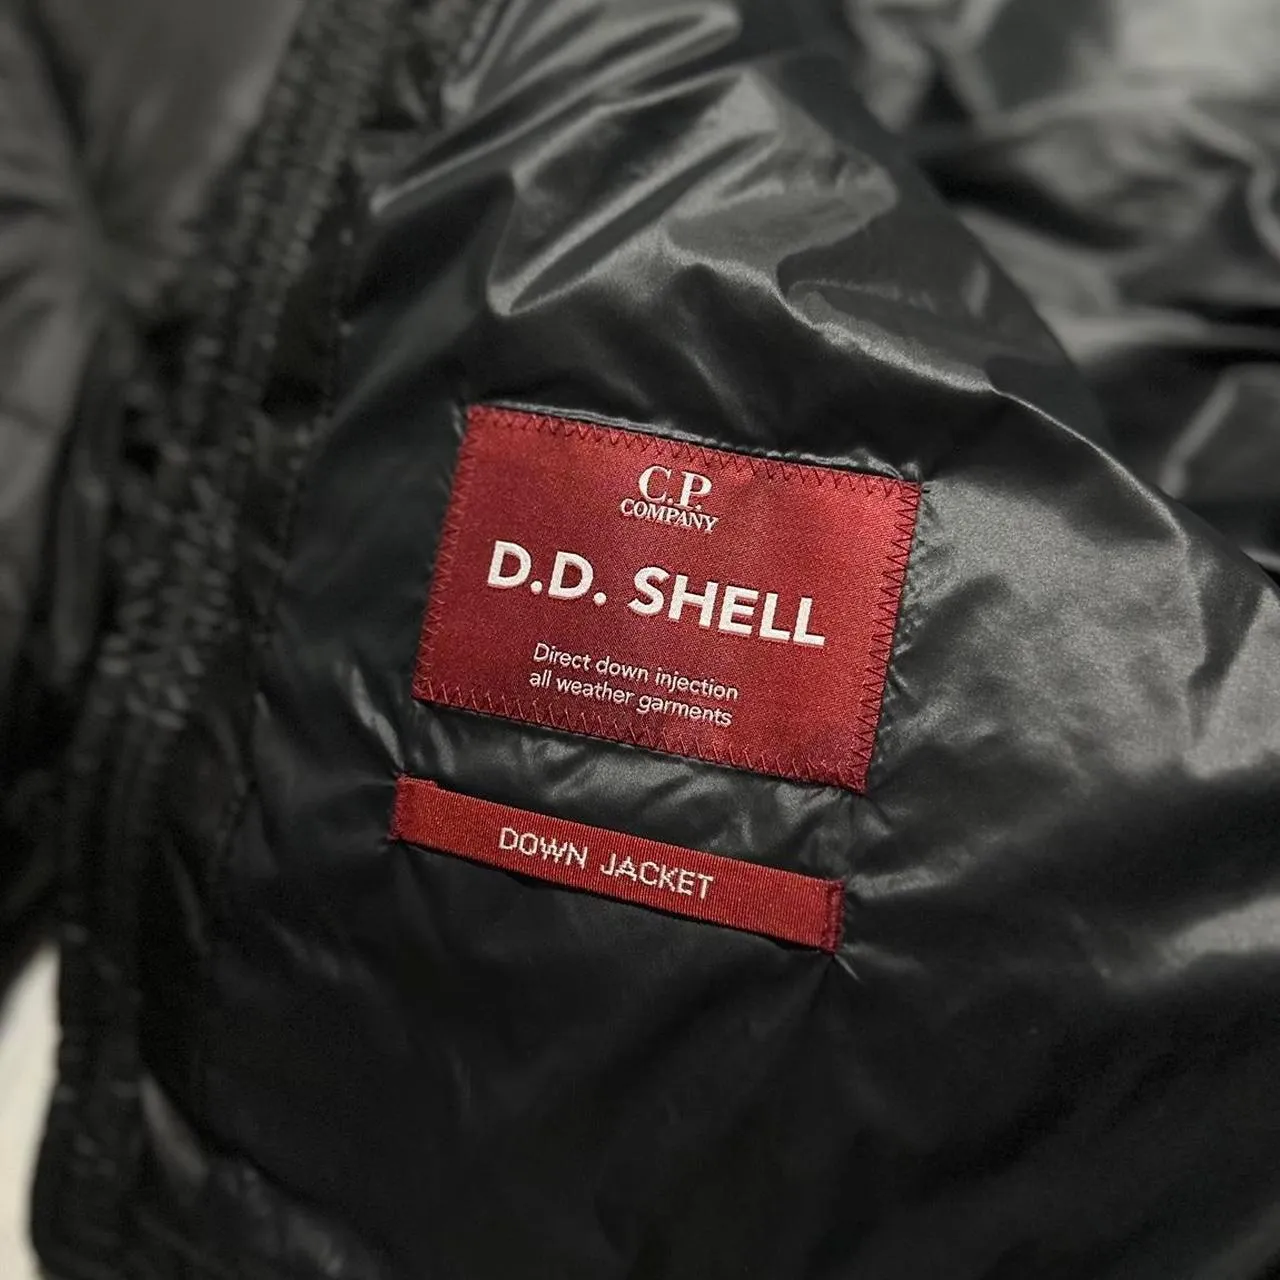 C.P.
COMPANY
D.D. SHELL
Direct down injection
all weather garments
DOWN JACKET